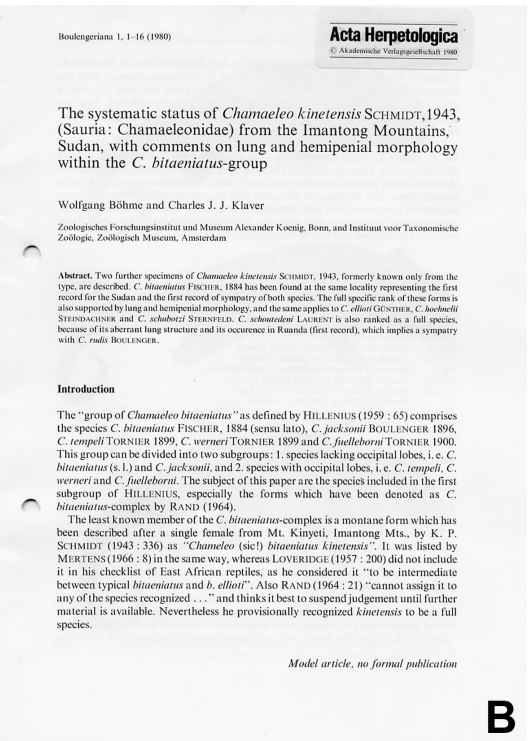 Boulengeriana 1, 1–16 (1980)
Acta Herpetologica
© Akademische Verlagsgesellschaft 1980
The systematic status of Chamaeleo kinetensis SCHMIDT, 1943,
(Sauria: Chamaeleonidae) from the Imantong Mountains,
Sudan, with comments on lung and hemipenial morphology
within the C. bitaeniatus-group
Wolfgang Böhme and Charles J. J. Klaver
Zoologisches Forschungsinstitut und Museum Alexander Koenig, Bonn, and Instituut voor Taxonomische
Zoölogie, Zoölogisch Museum, Amsterdam
Abstract. Two further specimens of Chamaeleo kinetensis SCHMIDT, 1943, formerly known only from the
type, are described. C. bitaeniatus FISCHER, 1884 has been found at the same locality representing the first
record for the Sudan and the first record of sympatry of both species. The full specific rank of these forms is
also supported by lung and hemipenial morphology, and the same applies to C. ellioti GÜNTHER, C. hoehnelii
STEINDACHNER and C. schubotzi STERNFELD. C. schoutedeni LAURENT is also ranked as a full species,
because of its aberrant lung structure and its occurence in Ruanda (first record), which implies a sympatry
with C. rudis BOULENGER.
Introduction
The "group of Chamaeleo bitaeniatus" as defined by HILLENIUS (1959 : 65) comprises
the species C. bitaeniatus FISCHER, 1884 (sensu lato), C. jacksonii BOULENGER 1896,
C. tempeli TORNIER 1899, C. werneri TORNIER 1899 and C. fuelleborni TORNIER 1900.
This group can be divided into two subgroups: 1. species lacking occipital lobes, i. e. C.
bitaeniatus (s. l.) and C. jacksonii, and 2. species with occipital lobes, i. e. C. tempeli, C.
werneri and C. fuelleborni. The subject of this paper are the species included in the first
subgroup of HILLENIUS, especially the forms which have been denoted as C.
bitaeniatus-complex by RAND (1964).
The least known member of the C. bitaeniatus-complex is a montane form which has
been described after a single female from Mt. Kinyeti, Imantong Mts., by K. P.
SCHMIDT (1943 : 336) as "Chameleo (sic!) bitaeniatus kinetensis". It was listed by
MERTENS (1966 : 8) in the same way, whereas LOVERIDGE (1957 : 200) did not include
it in his checklist of East African reptiles, as he considered it "to be intermediate
between typical bitaeniatus and b. ellioti". Also RAND (1964 : 21) "cannot assign it to
any of the species recognized . . ." and thinks it best to suspend judgement until further
material is available. Nevertheless he provisionally recognized kinetensis to be a full
species.
Model article, no formal publication
B